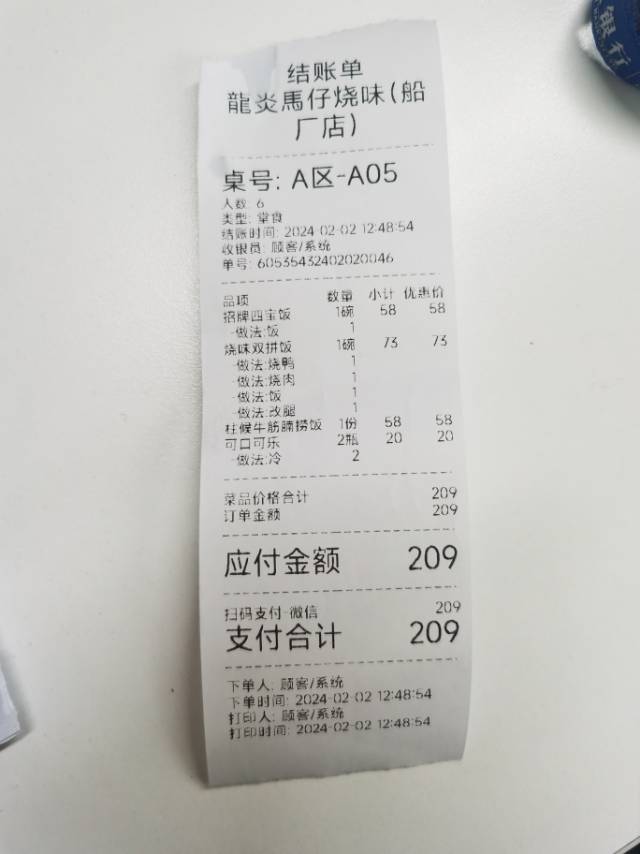 结账单
龍炎馬仔烧味(船
厂店)
桌号: A区-A05
人数: 6
类型: 堂食
结账时间: 2024-02-02 12:48:54
收银员: 顾客/系统
单号: 60535432402020046
品项 数量 小计 优惠价
招牌四宝饭 1碗 58 58
-做法:饭 1
烧味双拼饭 1碗 73 73
-做法:烧鸭 1
-做法:烧肉 1
-做法:饭 1
-做法:改腿 1
柱候牛筋腩捞饭 1份 58 58
可口可乐 2瓶 20 20
-做法:冷 2
菜品价格合计 209
订单金额 209
应付金额 209
扫码支付-微信 209
支付合计 209
下单人: 顾客/系统
下单时间: 2024-02-02 12:48:54
打印人: 顾客/系统
打印时间: 2024-02-02 12:48:54
银行